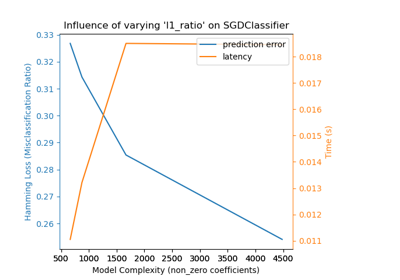 Influence of varying 'l1_ratio' on SGDClassifier
prediction error
latency
Hamming Loss (Misclassification Ratio)
0.33
0.32
0.31
0.30
0.29
0.28
0.27
0.26
0.018
0.017
0.016
0.015
0.014
0.013
0.012
0.011
Time (s)
500 1000 1500 2000 2500 3000 3500 4000 4500
Model Complexity (non_zero coefficients)